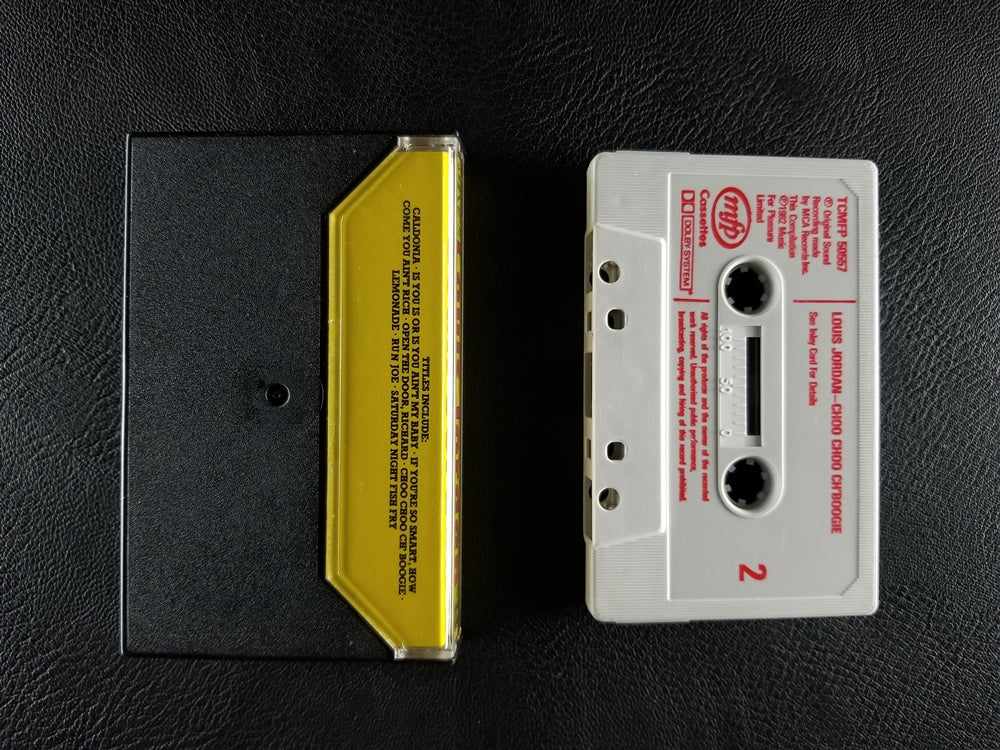 TITLES INCLUDE:
CALDONIA · IS YOU IS OR IS YOU AIN'T MY BABY · IF YOU'RE SO SMART, HOW
COME YOU AIN'T RICH · OPEN THE DOOR, RICHARD · CHOO CHOO CH' BOOGIE ·
LEMONADE · RUN JOE · SATURDAY NIGHT FISH FRY
TCMFP 50557
℗ Original Sound
Recording made
by MCA Records Inc.
This Compilation
℗1982 Music
For Pleasure
Limited
LOUIS JORDAN—CHOO CHOO CH'BOOGIE
See Inlay Card For Details
mfp
Cassettes
DOLBY SYSTEM®
100 50 0
2
All rights of the producer and the owner of the recorded
work reserved. Unauthorised public performance,
broadcasting, copying and hiring of this record prohibited.